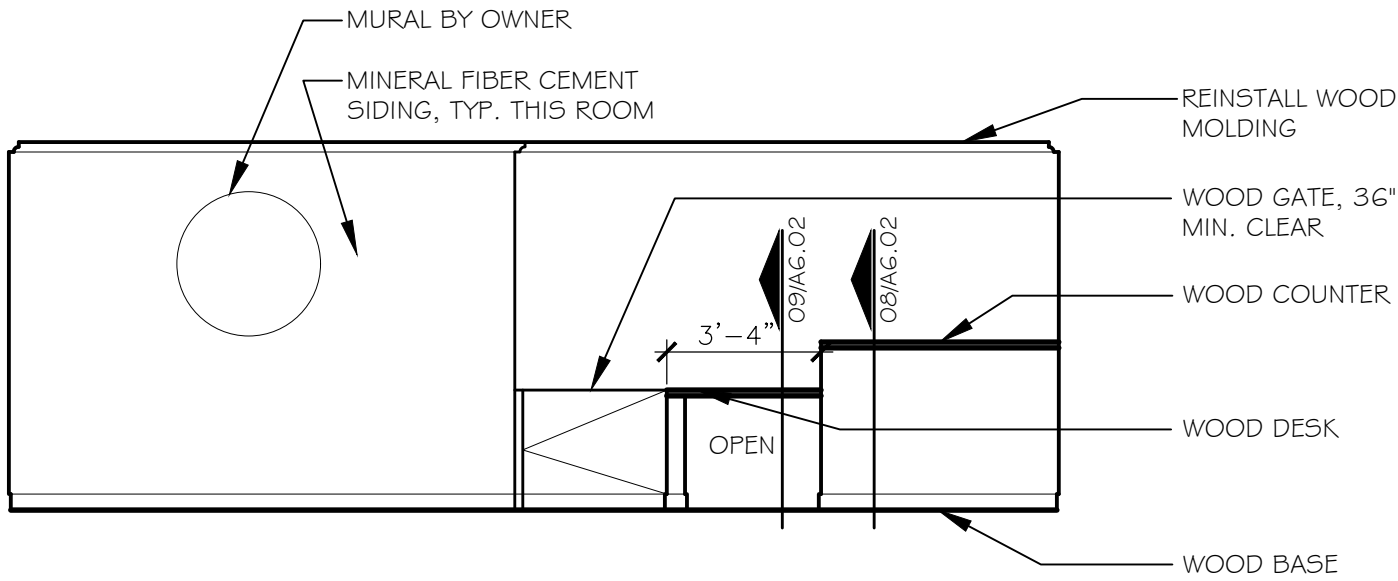 MURAL BY OWNER
MINERAL FIBER CEMENT
SIDING, TYP. THIS ROOM
REINSTALL WOOD
MOLDING
WOOD GATE, 36"
MIN. CLEAR
09/A6.02
08/A6.02
WOOD COUNTER
3'-4"
WOOD DESK
OPEN
WOOD BASE